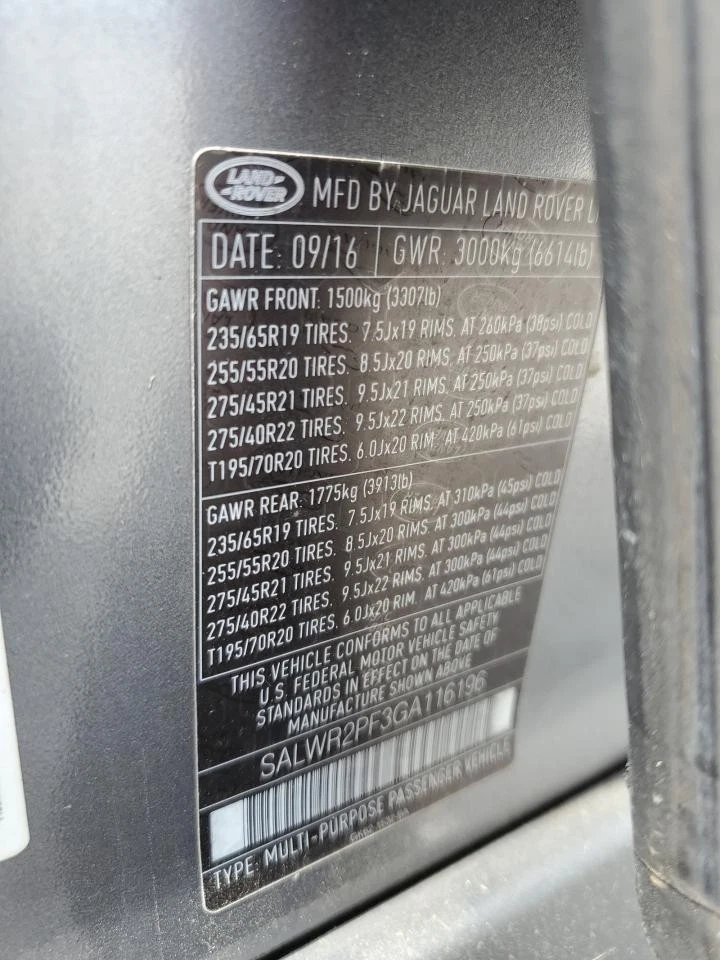 LAND ROVER
MFD BY JAGUAR LAND ROVER
DATE: 09/16 GWR: 3000kg (6614lb)
GAWR FRONT: 1500kg (3307lb)
235/65R19 TIRES. 7.5Jx19 RIMS. AT 260kPa (38psi) COLD
255/55R20 TIRES. 8.5Jx20 RIMS. AT 250kPa (37psi) COLD
275/45R21 TIRES. 9.5Jx21 RIMS. AT 250kPa (37psi) COLD
275/40R22 TIRES. 9.5Jx22 RIMS. AT 250kPa (37psi) COLD
T195/70R20 TIRES. 6.0Jx20 RIM. AT 420kPa (61psi) COLD
GAWR REAR: 1775kg (3913lb)
235/65R19 TIRES. 7.5Jx19 RIMS. AT 310kPa (45psi) COLD
255/55R20 TIRES. 8.5Jx20 RIMS. AT 300kPa (44psi) COLD
275/45R21 TIRES. 9.5Jx21 RIMS. AT 300kPa (44psi) COLD
275/40R22 TIRES. 9.5Jx22 RIMS. AT 300kPa (44psi) COLD
T195/70R20 TIRES. 6.0Jx20 RIM. AT 420kPa (61psi) COLD
THIS VEHICLE CONFORMS TO ALL APPLICABLE
U.S. FEDERAL MOTOR VEHICLE SAFETY
STANDARDS IN EFFECT ON THE DATE OF
MANUFACTURE SHOWN ABOVE
SALWR2PF3GA116196
TYPE: MULTI-PURPOSE PASSENGER VEHICLE